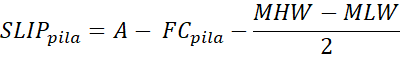 SLIP_pila = A − FC_pila − (MHW − MLW)/2